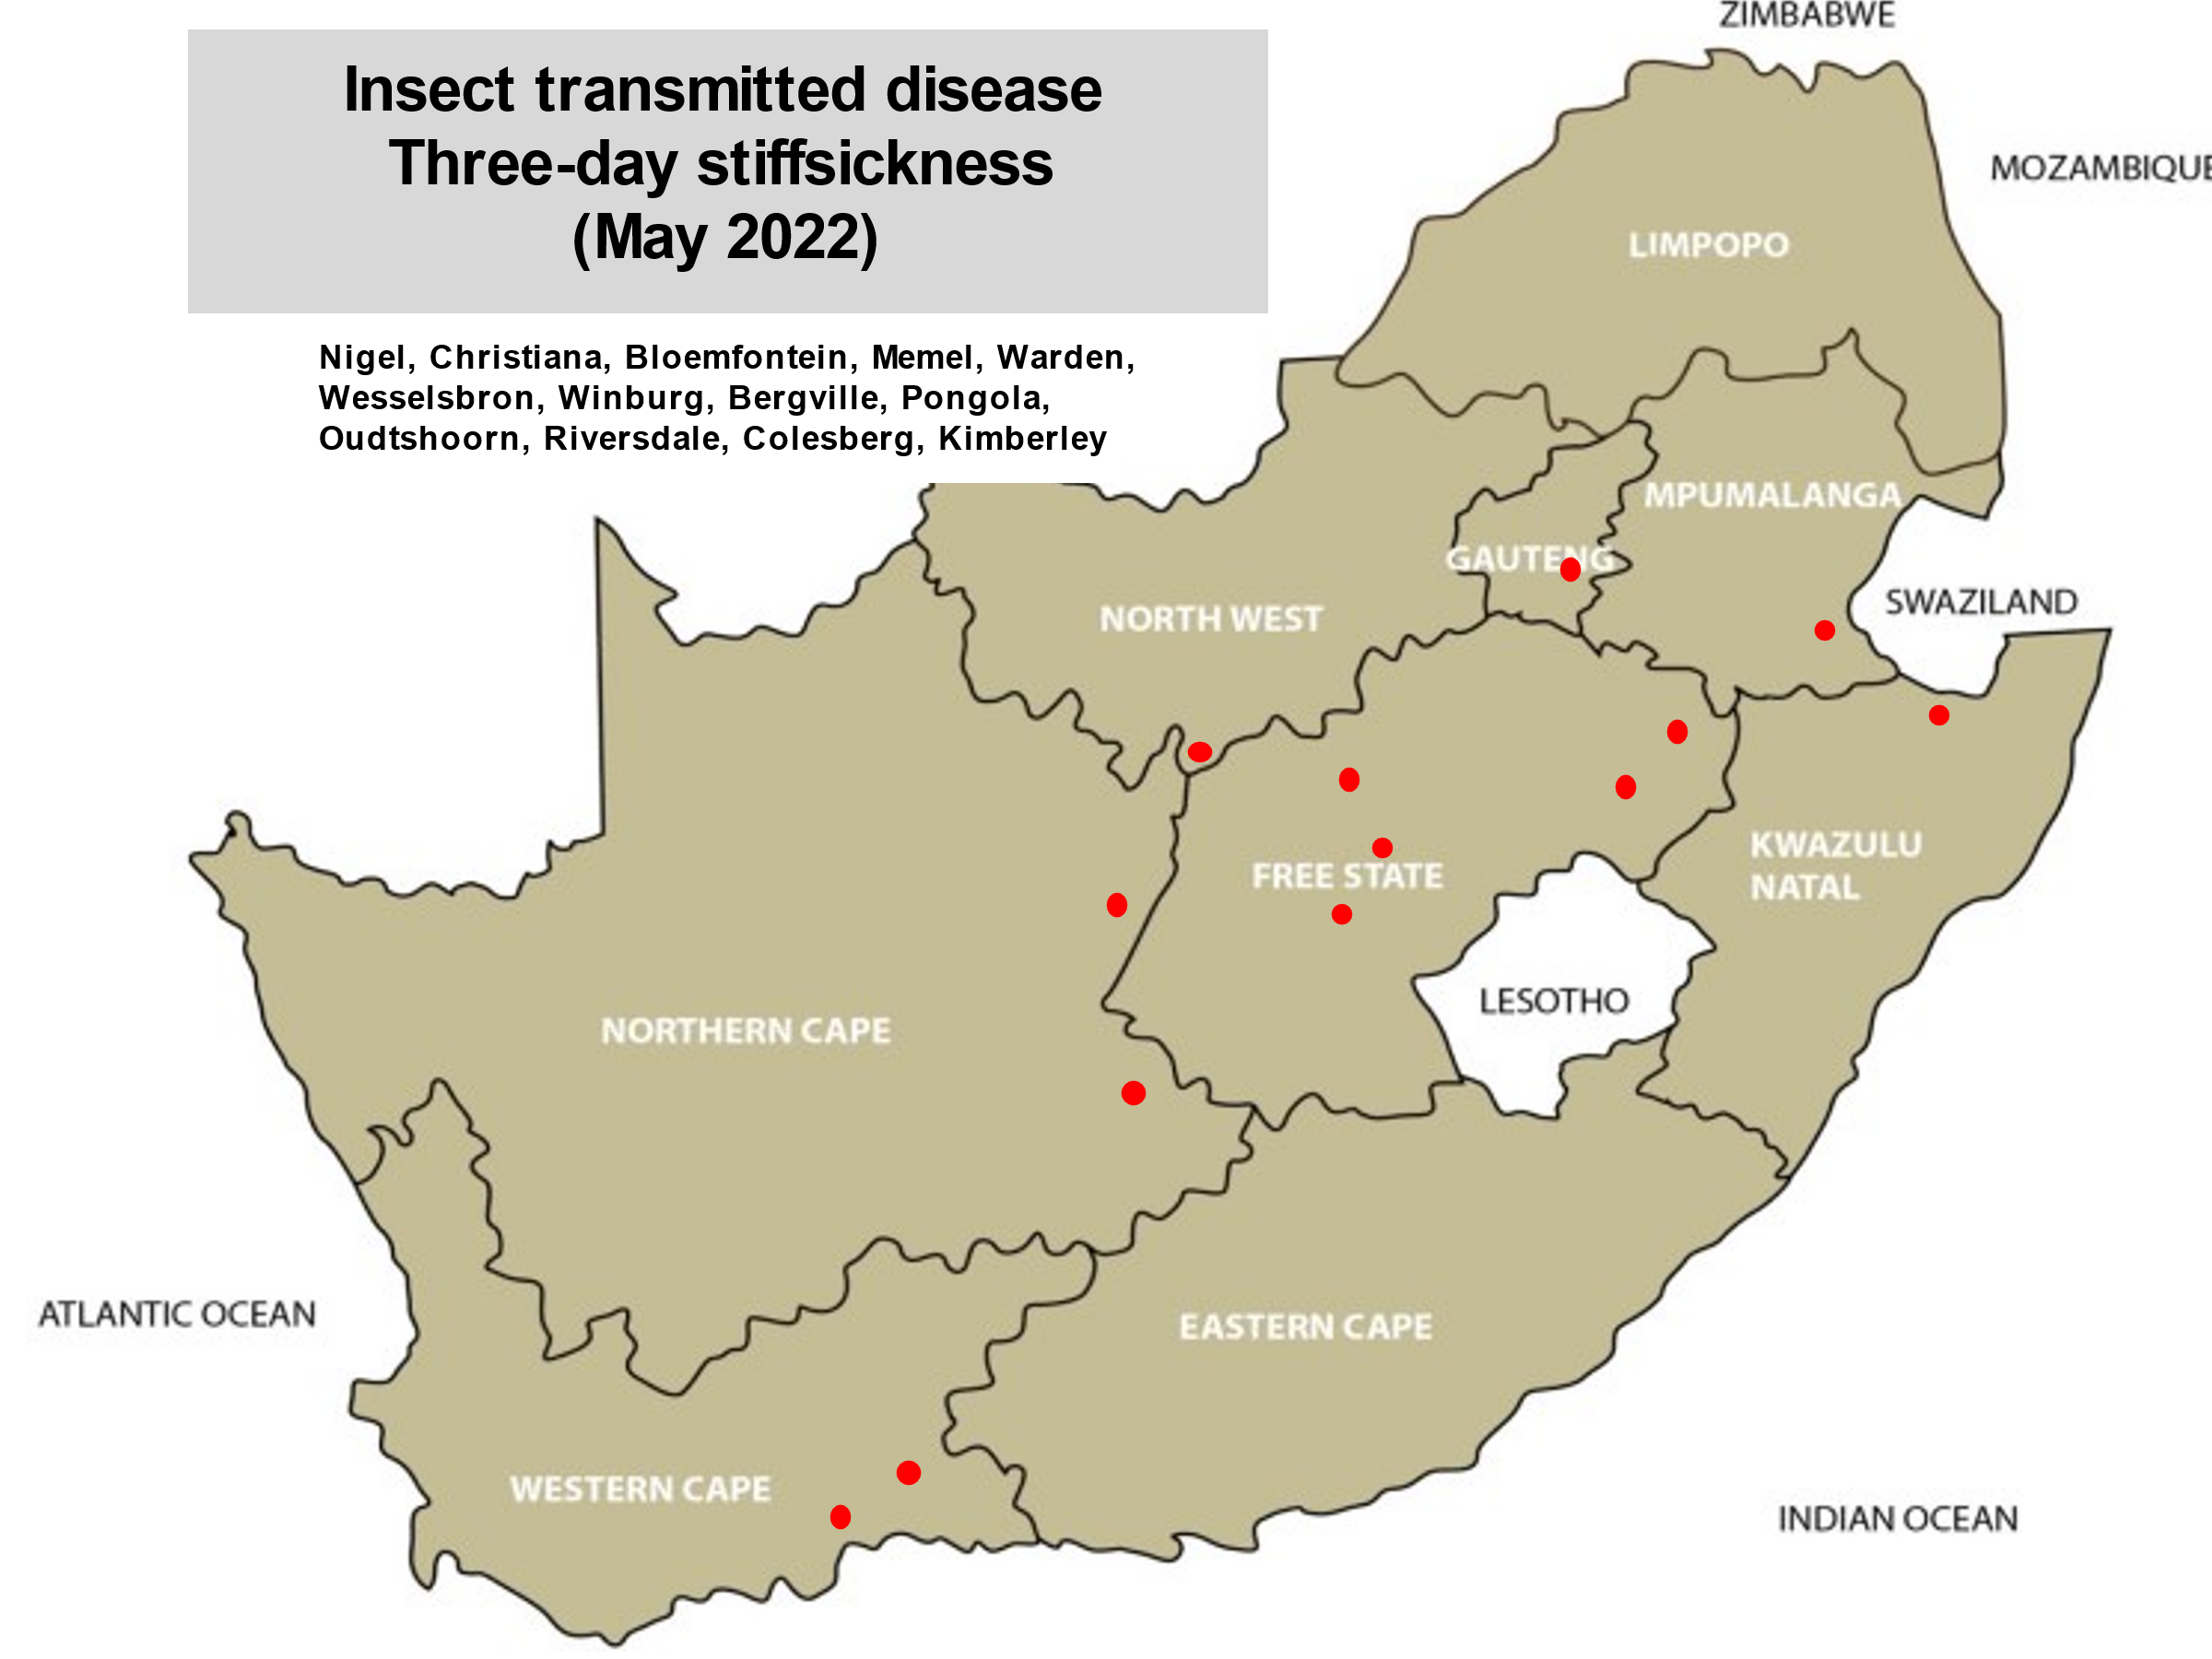 ZIMBABWE
Insect transmitted disease
Three-day stiffsickness
(May 2022)
MOZAMBIQUE
LIMPOPO
Nigel, Christiana, Bloemfontein, Memel, Warden,
Wesselsbron, Winburg, Bergville, Pongola,
Oudtshoorn, Riversdale, Colesberg, Kimberley
MPUMALANGA
GAUTENG
SWAZILAND
NORTH WEST
KWAZULU
NATAL
FREE STATE
LESOTHO
NORTHERN CAPE
ATLANTIC OCEAN
EASTERN CAPE
WESTERN CAPE
INDIAN OCEAN